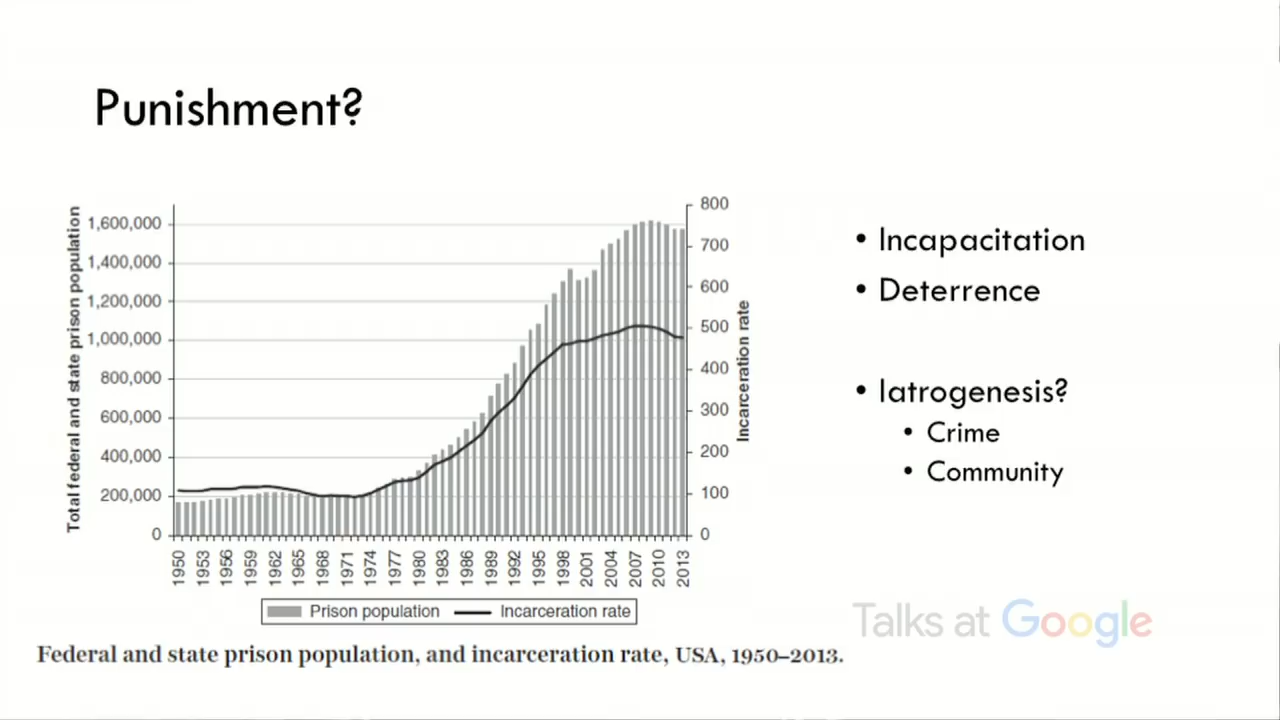 Punishment?
Total federal and state prison population
1,600,000
1,400,000
1,200,000
1,000,000
800,000
600,000
400,000
200,000
0
800
700
600
500
400
300
200
100
0
Incarceration rate
1950 1953 1956 1959 1962 1965 1968 1971 1974 1977 1980 1983 1986 1989 1992 1995 1998 2001 2004 2007 2010 2013
Prison population Incarceration rate
Federal and state prison population, and incarceration rate, USA, 1950–2013.
• Incapacitation
• Deterrence
• Iatrogenesis?
• Crime
• Community
Talks at Google